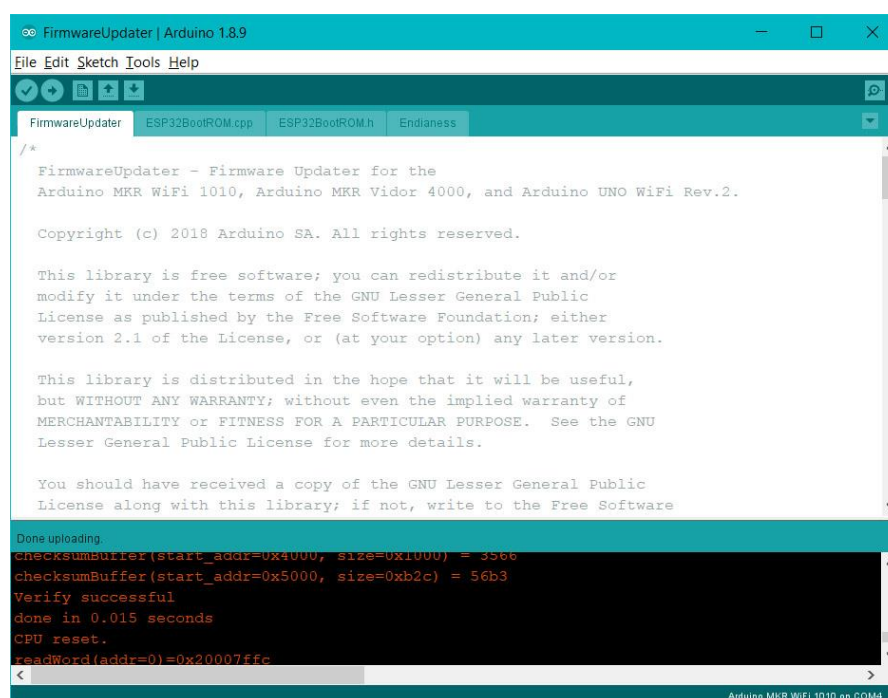 FirmwareUpdater | Arduino 1.8.9
File Edit Sketch Tools Help
FirmwareUpdater ESP32BootROM.cpp ESP32BootROM.h Endianess
/*
FirmwareUpdater - Firmware Updater for the
Arduino MKR WiFi 1010, Arduino MKR Vidor 4000, and Arduino UNO WiFi Rev.2.
Copyright (c) 2018 Arduino SA. All rights reserved.
This library is free software; you can redistribute it and/or
modify it under the terms of the GNU Lesser General Public
License as published by the Free Software Foundation; either
version 2.1 of the License, or (at your option) any later version.
This library is distributed in the hope that it will be useful,
but WITHOUT ANY WARRANTY; without even the implied warranty of
MERCHANTABILITY or FITNESS FOR A PARTICULAR PURPOSE. See the GNU
Lesser General Public License for more details.
You should have received a copy of the GNU Lesser General Public
License along with this library; if not, write to the Free Software
Done uploading.
checksumBuffer(start_addr=0x4000, size=0x1000) = 3566
checksumBuffer(start_addr=0x5000, size=0xb2c) = 56b3
Verify successful
done in 0.015 seconds
CPU reset.
readWord(addr=0)=0x20007ffc
Arduino MKR WiFi 1010 on COM4